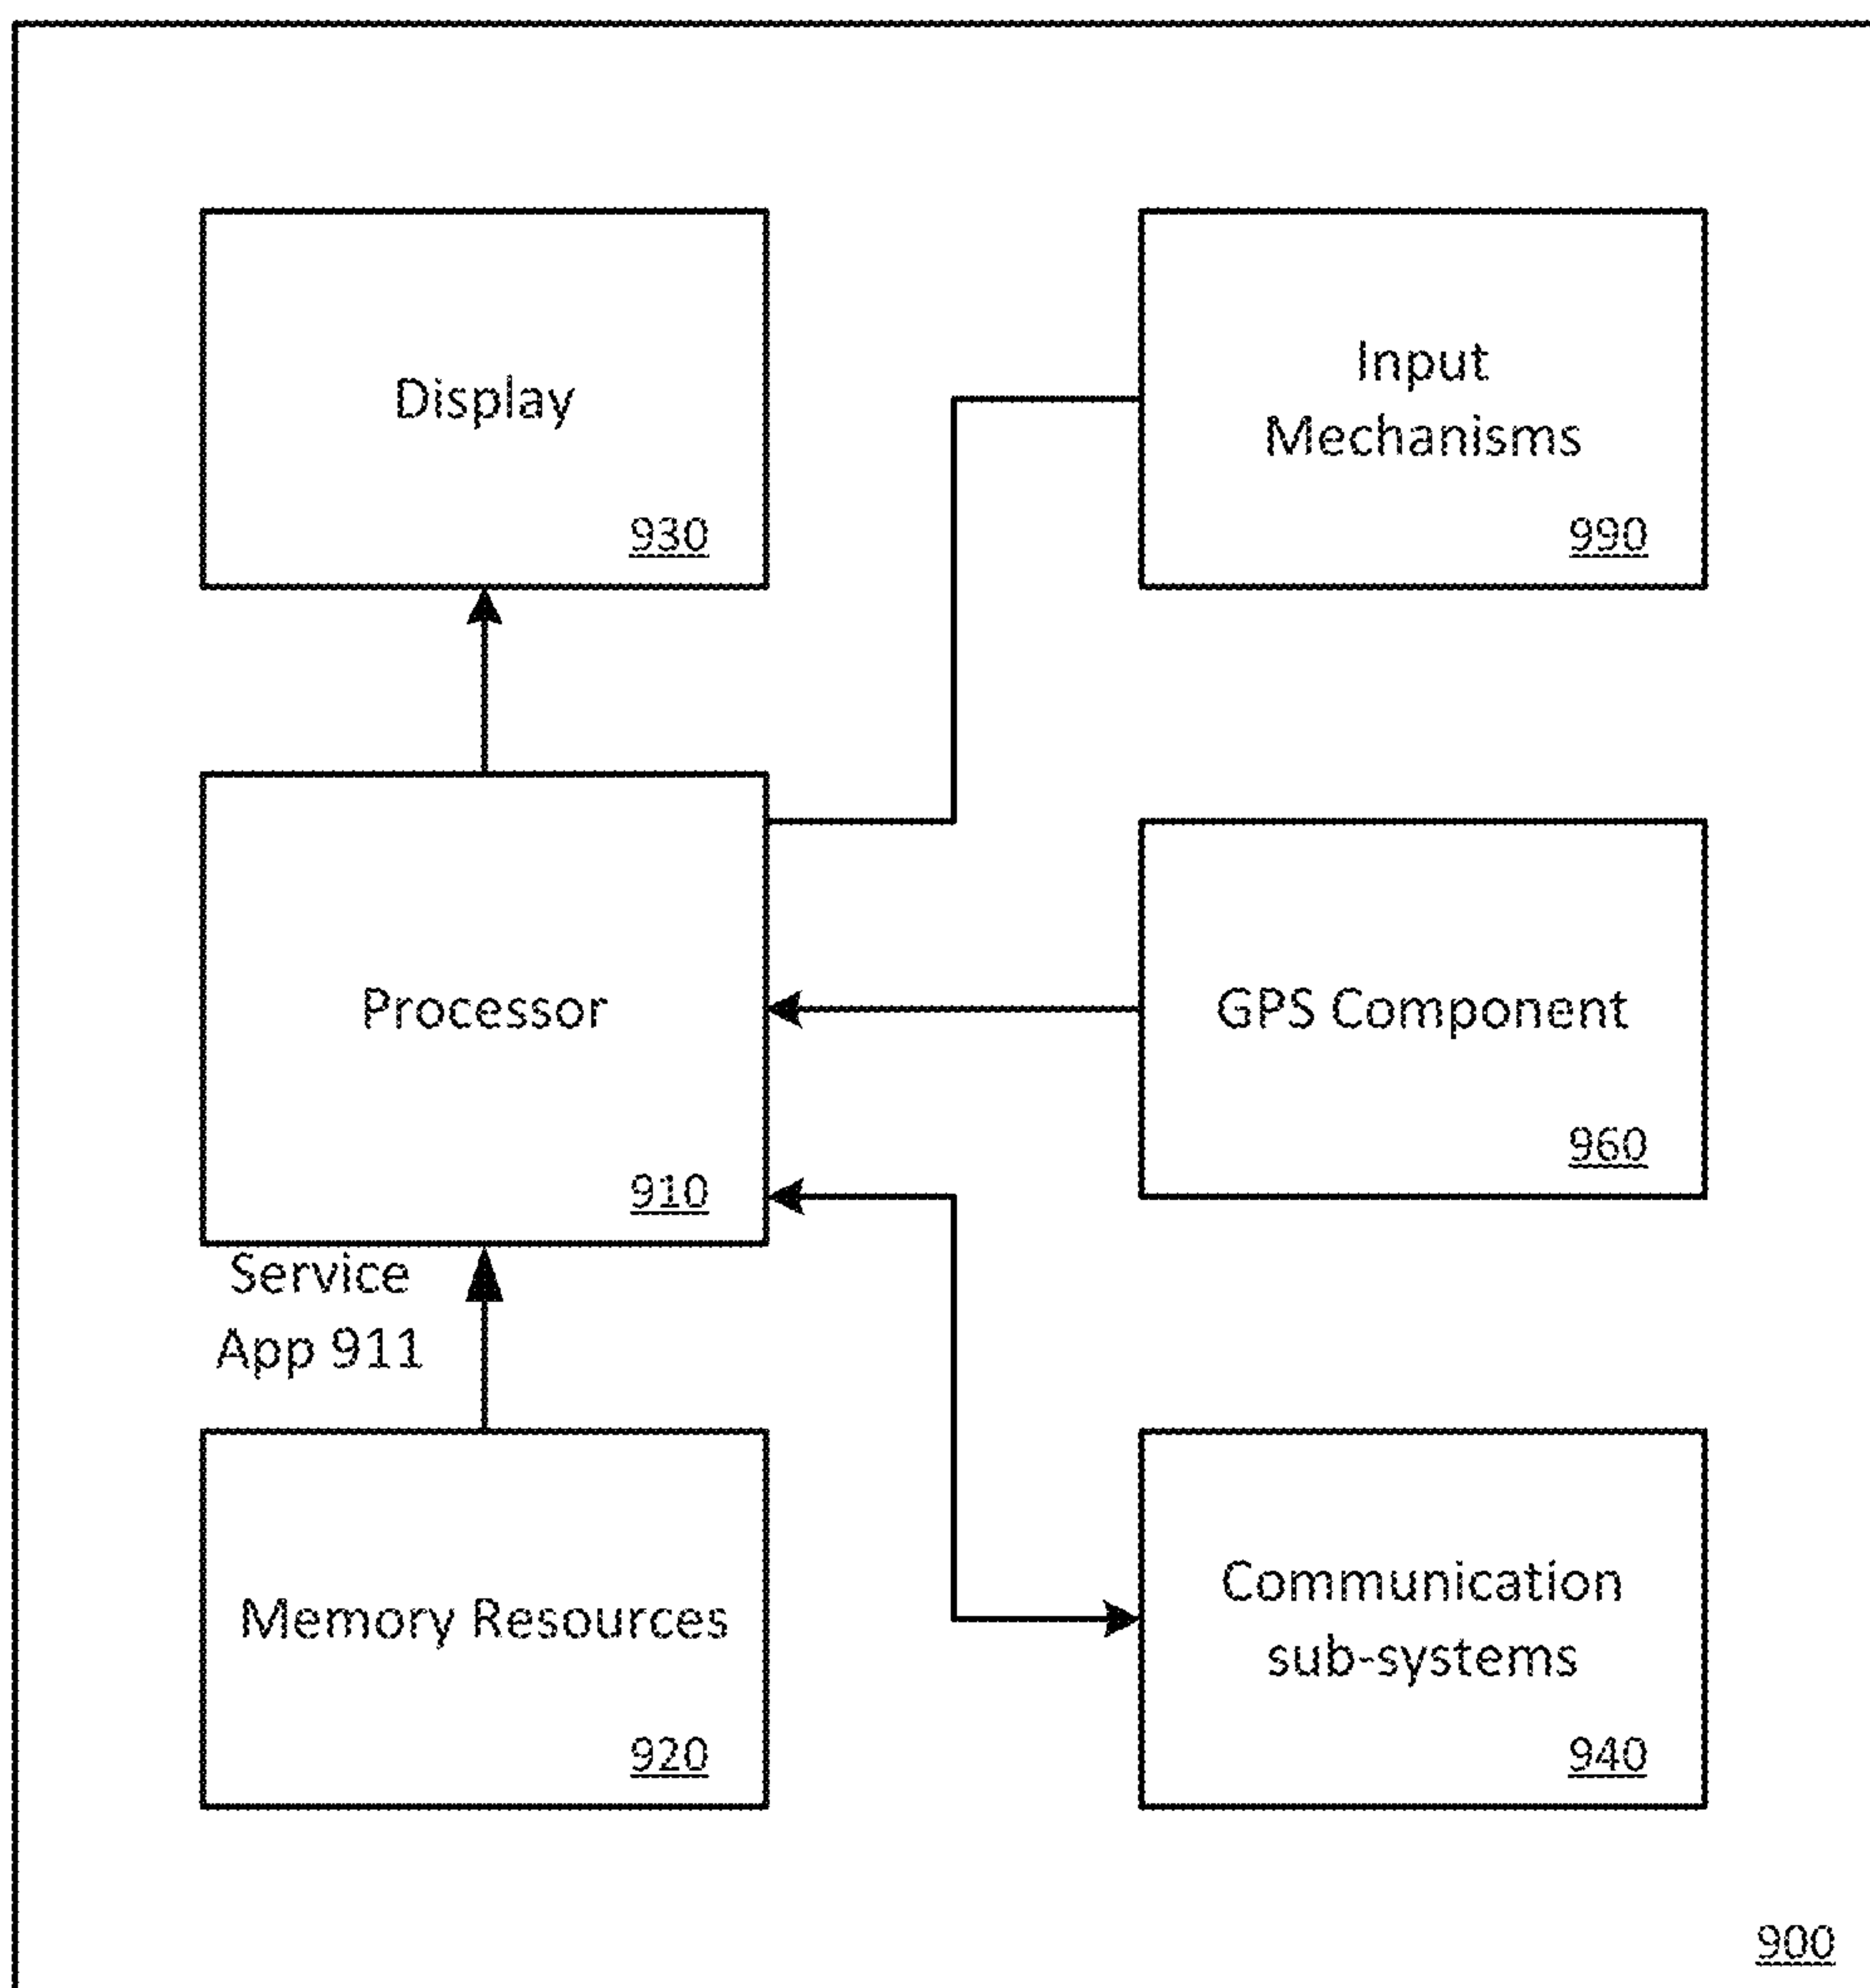 Display
930
Input
Mechanisms
990
Processor
910
GPS Component
960
Service
App 911
Memory Resources
920
Communication
sub-systems
940
900